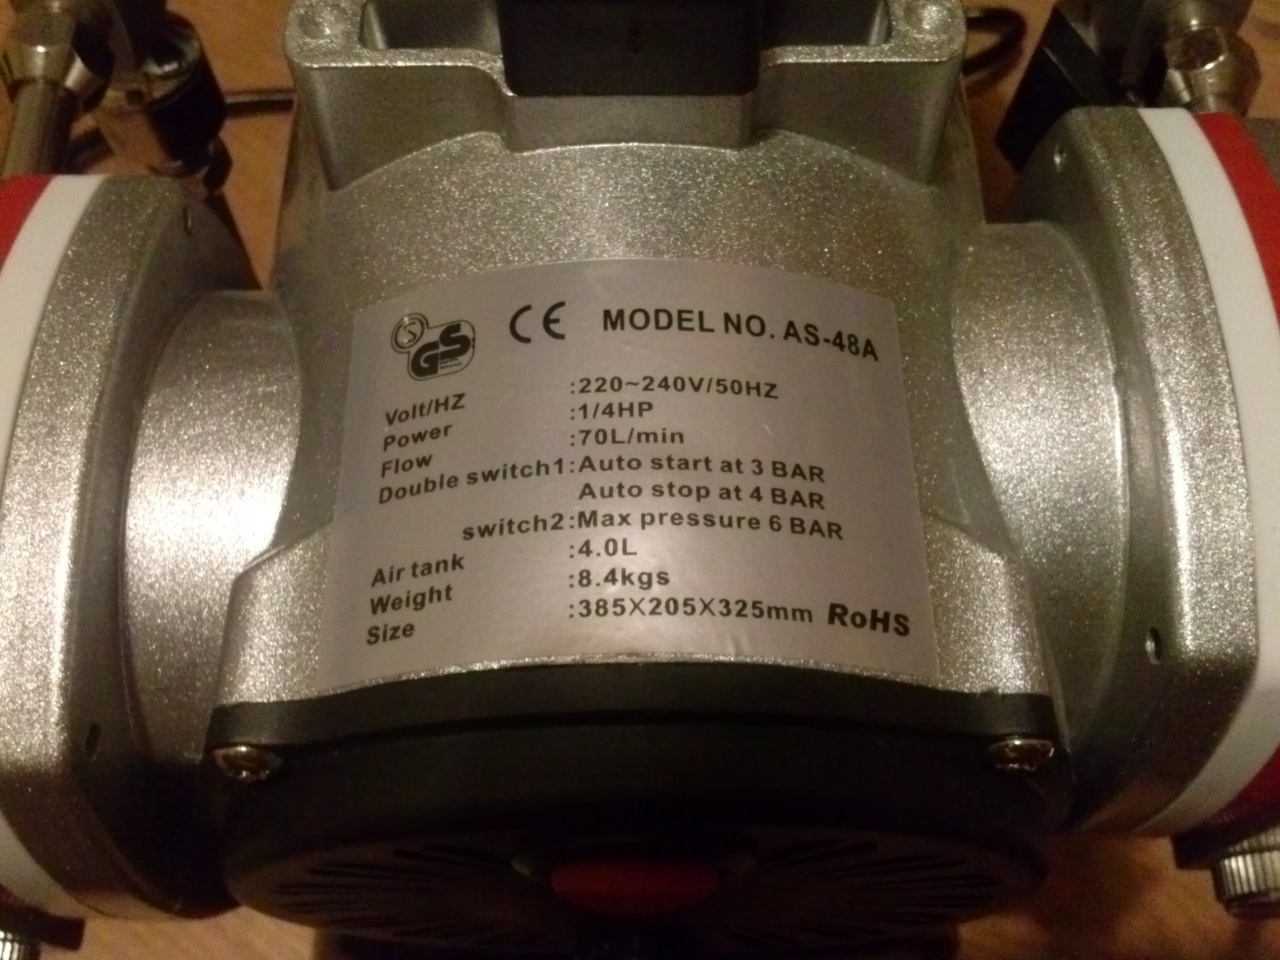 GS CE MODEL NO. AS-48A
Volt/HZ :220~240V/50HZ
Power :1/4HP
Flow :70L/min
Double switch1:Auto start at 3 BAR
Auto stop at 4 BAR
switch2:Max pressure 6 BAR
Air tank :4.0L
Weight :8.4kgs
Size :385X205X325mm RoHS